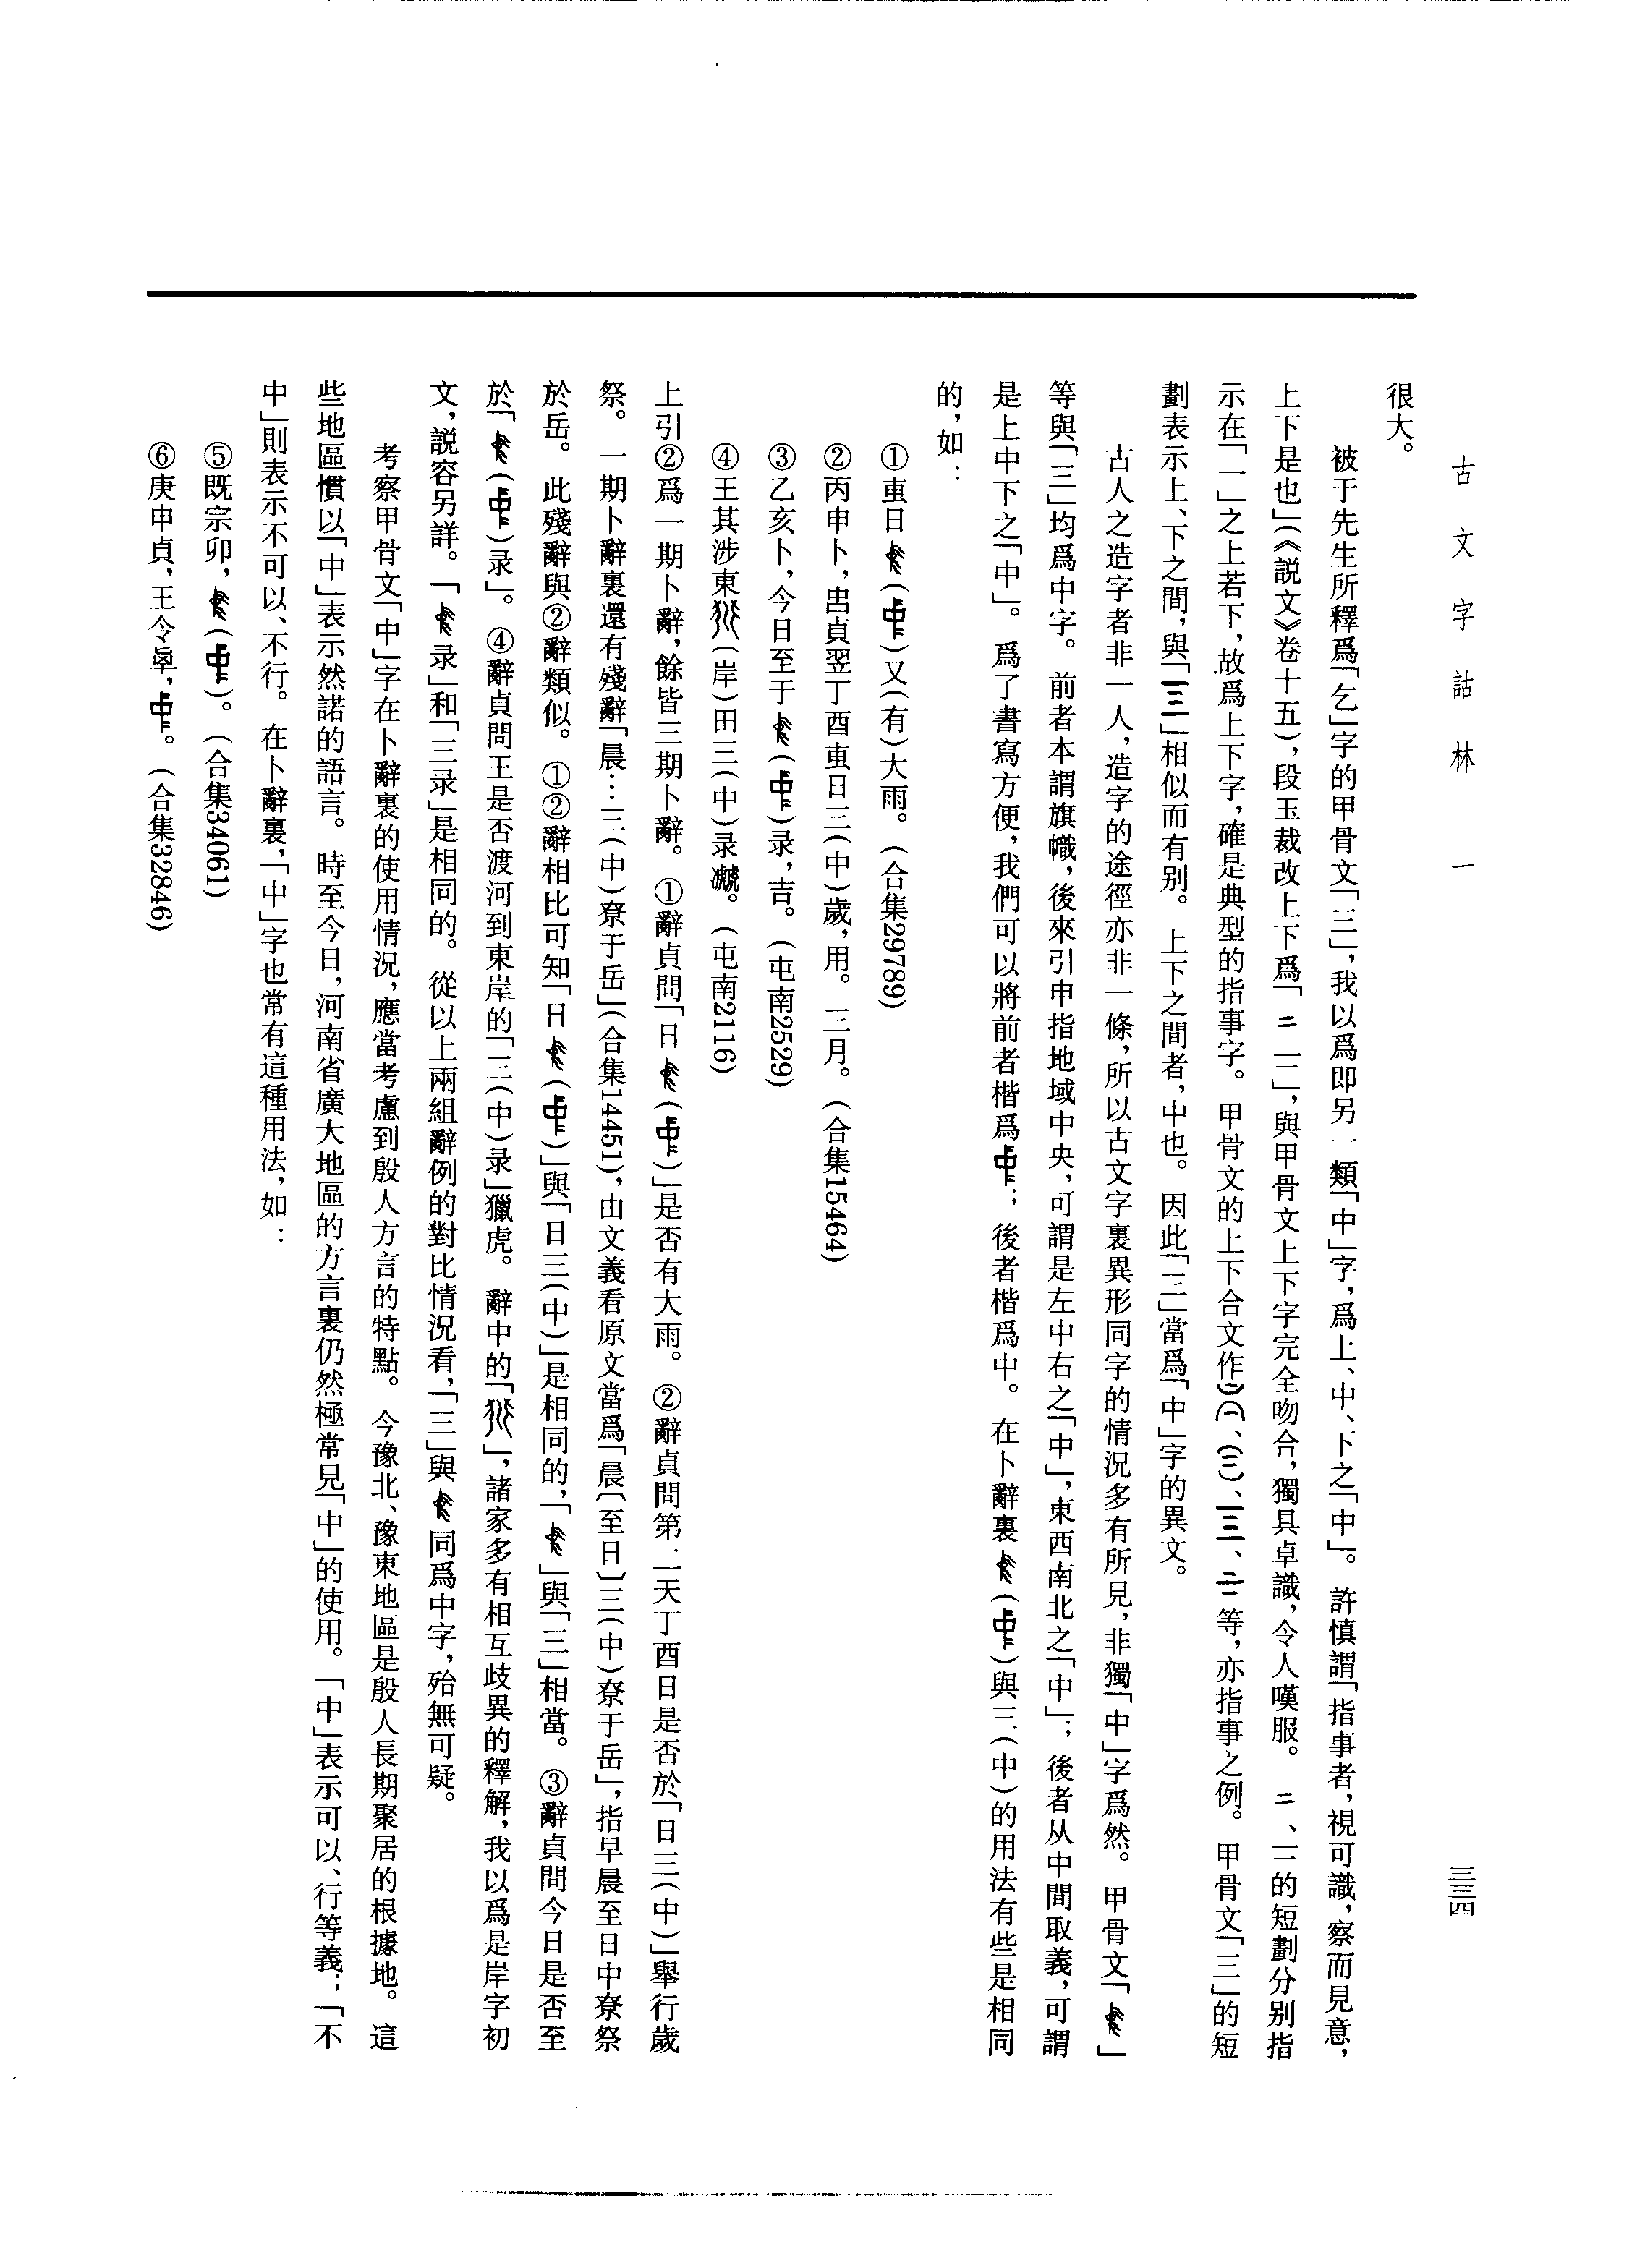 古文字詁林　一
三三四
很大。
被于先生所釋爲「乞」字的甲骨文「三」，我以爲即另一類「中」字，爲上、中、下之「中」。許慎謂「指事者，視可識，察而見意，
上下是也」（《說文》卷十五），段玉裁改上下爲「二 一」，與甲骨文上下字完全吻合，獨具卓識，令人嘆服。二、一的短劃分別指
示在「一」之上若下，故爲上下字，確是典型的指事字。甲骨文的上下合文作、、、等，亦指事之例。甲骨文「三」的短
劃表示上、下之間，與「三」相似而有别。上下之間者，中也。因此「三」當爲「中」字的異文。
古人之造字者非一人，造字的途徑亦非一條，所以古文字裏異形同字的情況多有所見，非獨「中」字爲然。甲骨文「」
等與「三」均爲中字。前者本謂旗幟，後來引申指地域中央，可謂是左中右之「中」，東西南北之「中」；後者从中間取義，可謂
是上中下之「中」。爲了書寫方便，我們可以將前者楷爲；後者楷爲中。在卜辭裏（）與三（中）的用法有些是相同
的，如：
①叀日（）又（有）大雨。（合集29789）
②丙申卜，𠱠貞翌丁酉叀日三（中）歲，用。三月。（合集15464）
③乙亥卜，今日至于（）录，吉。（屯南2529）
④王其涉東（岸）田三（中）录。（屯南2116）
上引②爲一期卜辭，餘皆三期卜辭。①辭貞問「日（）」是否有大雨。②辭貞問第二天丁酉日是否於「日三（中）」舉行歲
祭。一期卜辭裏還有殘辭「晨…三（中）尞于岳」（合集14451），由文義看原文當爲「晨〔至日〕三（中）尞于岳」，指早晨至日中尞祭
於岳。此殘辭與②辭類似。①②辭相比可知「日（）」與「日三（中）」是相同的，「」與「三」相當。③辭貞問今日是否至
於「（）录」。④辭貞問王是否渡河到東岸的「三（中）录」獵虎。辭中的「」，諸家多有相互歧異的釋解，我以爲是岸字初
文，説容另詳。「录」和「三录」是相同的。從以上兩組辭例的對比情況看，「三」與同爲中字，殆無可疑。
考察甲骨文「中」字在卜辭裏的使用情況，應當考慮到殷人方言的特點。今豫北、豫東地區是殷人長期聚居的根據地。這
些地區慣以「中」表示然諾的語言。時至今日，河南省廣大地區的方言裏仍然極常見「中」的使用。「中」表示可以、行等義；「不
中」則表示不可以、不行。在卜辭裏，「中」字也常有這種用法，如：
⑤既宗卯，（）。（合集34061）
⑥庚申貞，王令，。（合集32846）